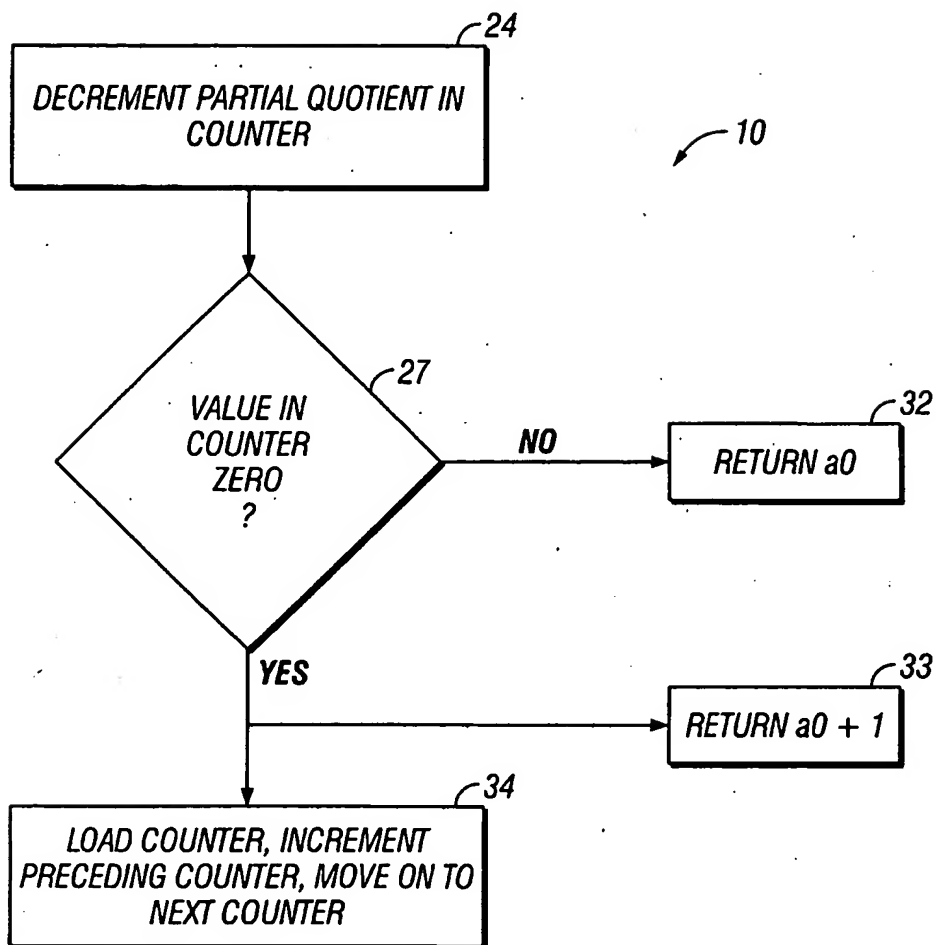 24
DECREMENT PARTIAL QUOTIENT IN
COUNTER
10
27
VALUE IN
COUNTER
ZERO
?
NO
32
RETURN a0
YES
33
RETURN a0 + 1
34
LOAD COUNTER, INCREMENT
PRECEDING COUNTER, MOVE ON TO
NEXT COUNTER